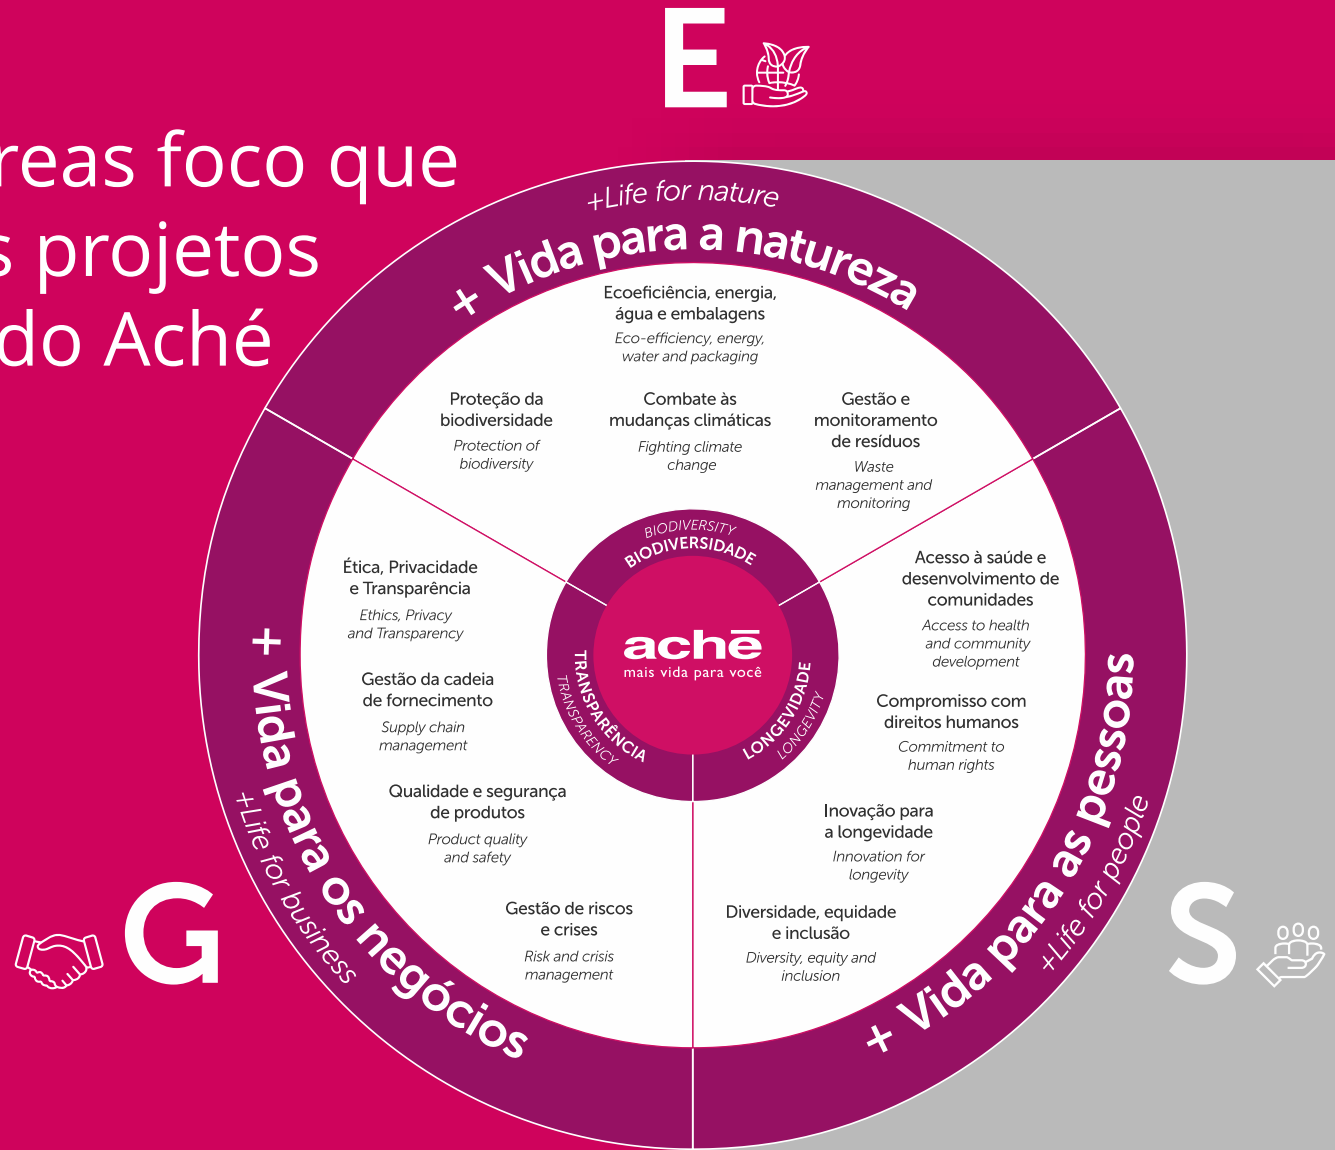 E
reas foco que
s projetos
do Aché
+Life for nature
+ Vida para a natureza
Ecoeficiência, energia,
água e embalagens
Eco-efficiency, energy,
water and packaging
Proteção da
biodiversidade
Protection of
biodiversity
Combate às
mudanças climáticas
Fighting climate
change
Gestão e
monitoramento
de resíduos
Waste
management and
monitoring
BIODIVERSITY
BIODIVERSIDADE
achē
mais vida para você
TRANSPARÊNCIA
TRANSPARENCY
LONGEVIDADE
LONGEVITY
Ética, Privacidade
e Transparência
Ethics, Privacy
and Transparency
Gestão da cadeia
de fornecimento
Supply chain
management
Qualidade e segurança
de produtos
Product quality
and safety
Gestão de riscos
e crises
Risk and crisis
management
+ Vida para os negócios
+Life for business
G
Acesso à saúde e
desenvolvimento de
comunidades
Access to health
and community
development
Compromisso com
direitos humanos
Commitment to
human rights
Inovação para
a longevidade
Innovation for
longevity
Diversidade, equidade
e inclusão
Diversity, equity and
inclusion
+ Vida para as pessoas
+Life for people
S